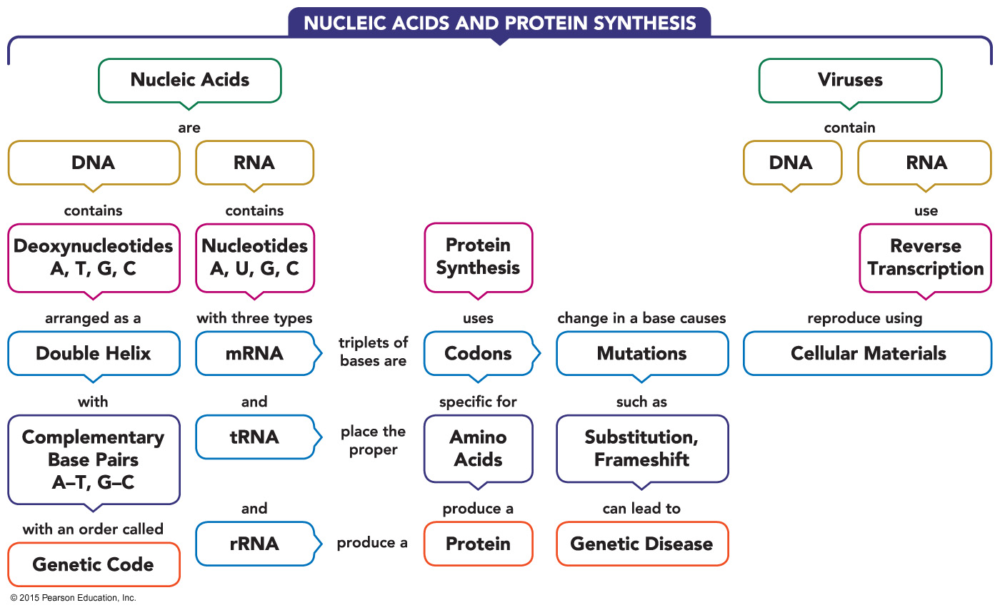 NUCLEIC ACIDS AND PROTEIN SYNTHESIS
Nucleic Acids
are
DNA
contains
Deoxynucleotides
A, T, G, C
arranged as a
Double Helix
with
Complementary
Base Pairs
A–T, G–C
with an order called
Genetic Code
RNA
contains
Nucleotides
A, U, G, C
with three types
mRNA
and
tRNA
and
rRNA
triplets of
bases are
place the
proper
produce a
Protein
Synthesis
uses
Codons
specific for
Amino
Acids
produce a
Protein
change in a base causes
Mutations
such as
Substitution,
Frameshift
can lead to
Genetic Disease
Viruses
contain
DNA
RNA
use
Reverse
Transcription
reproduce using
Cellular Materials
© 2015 Pearson Education, Inc.